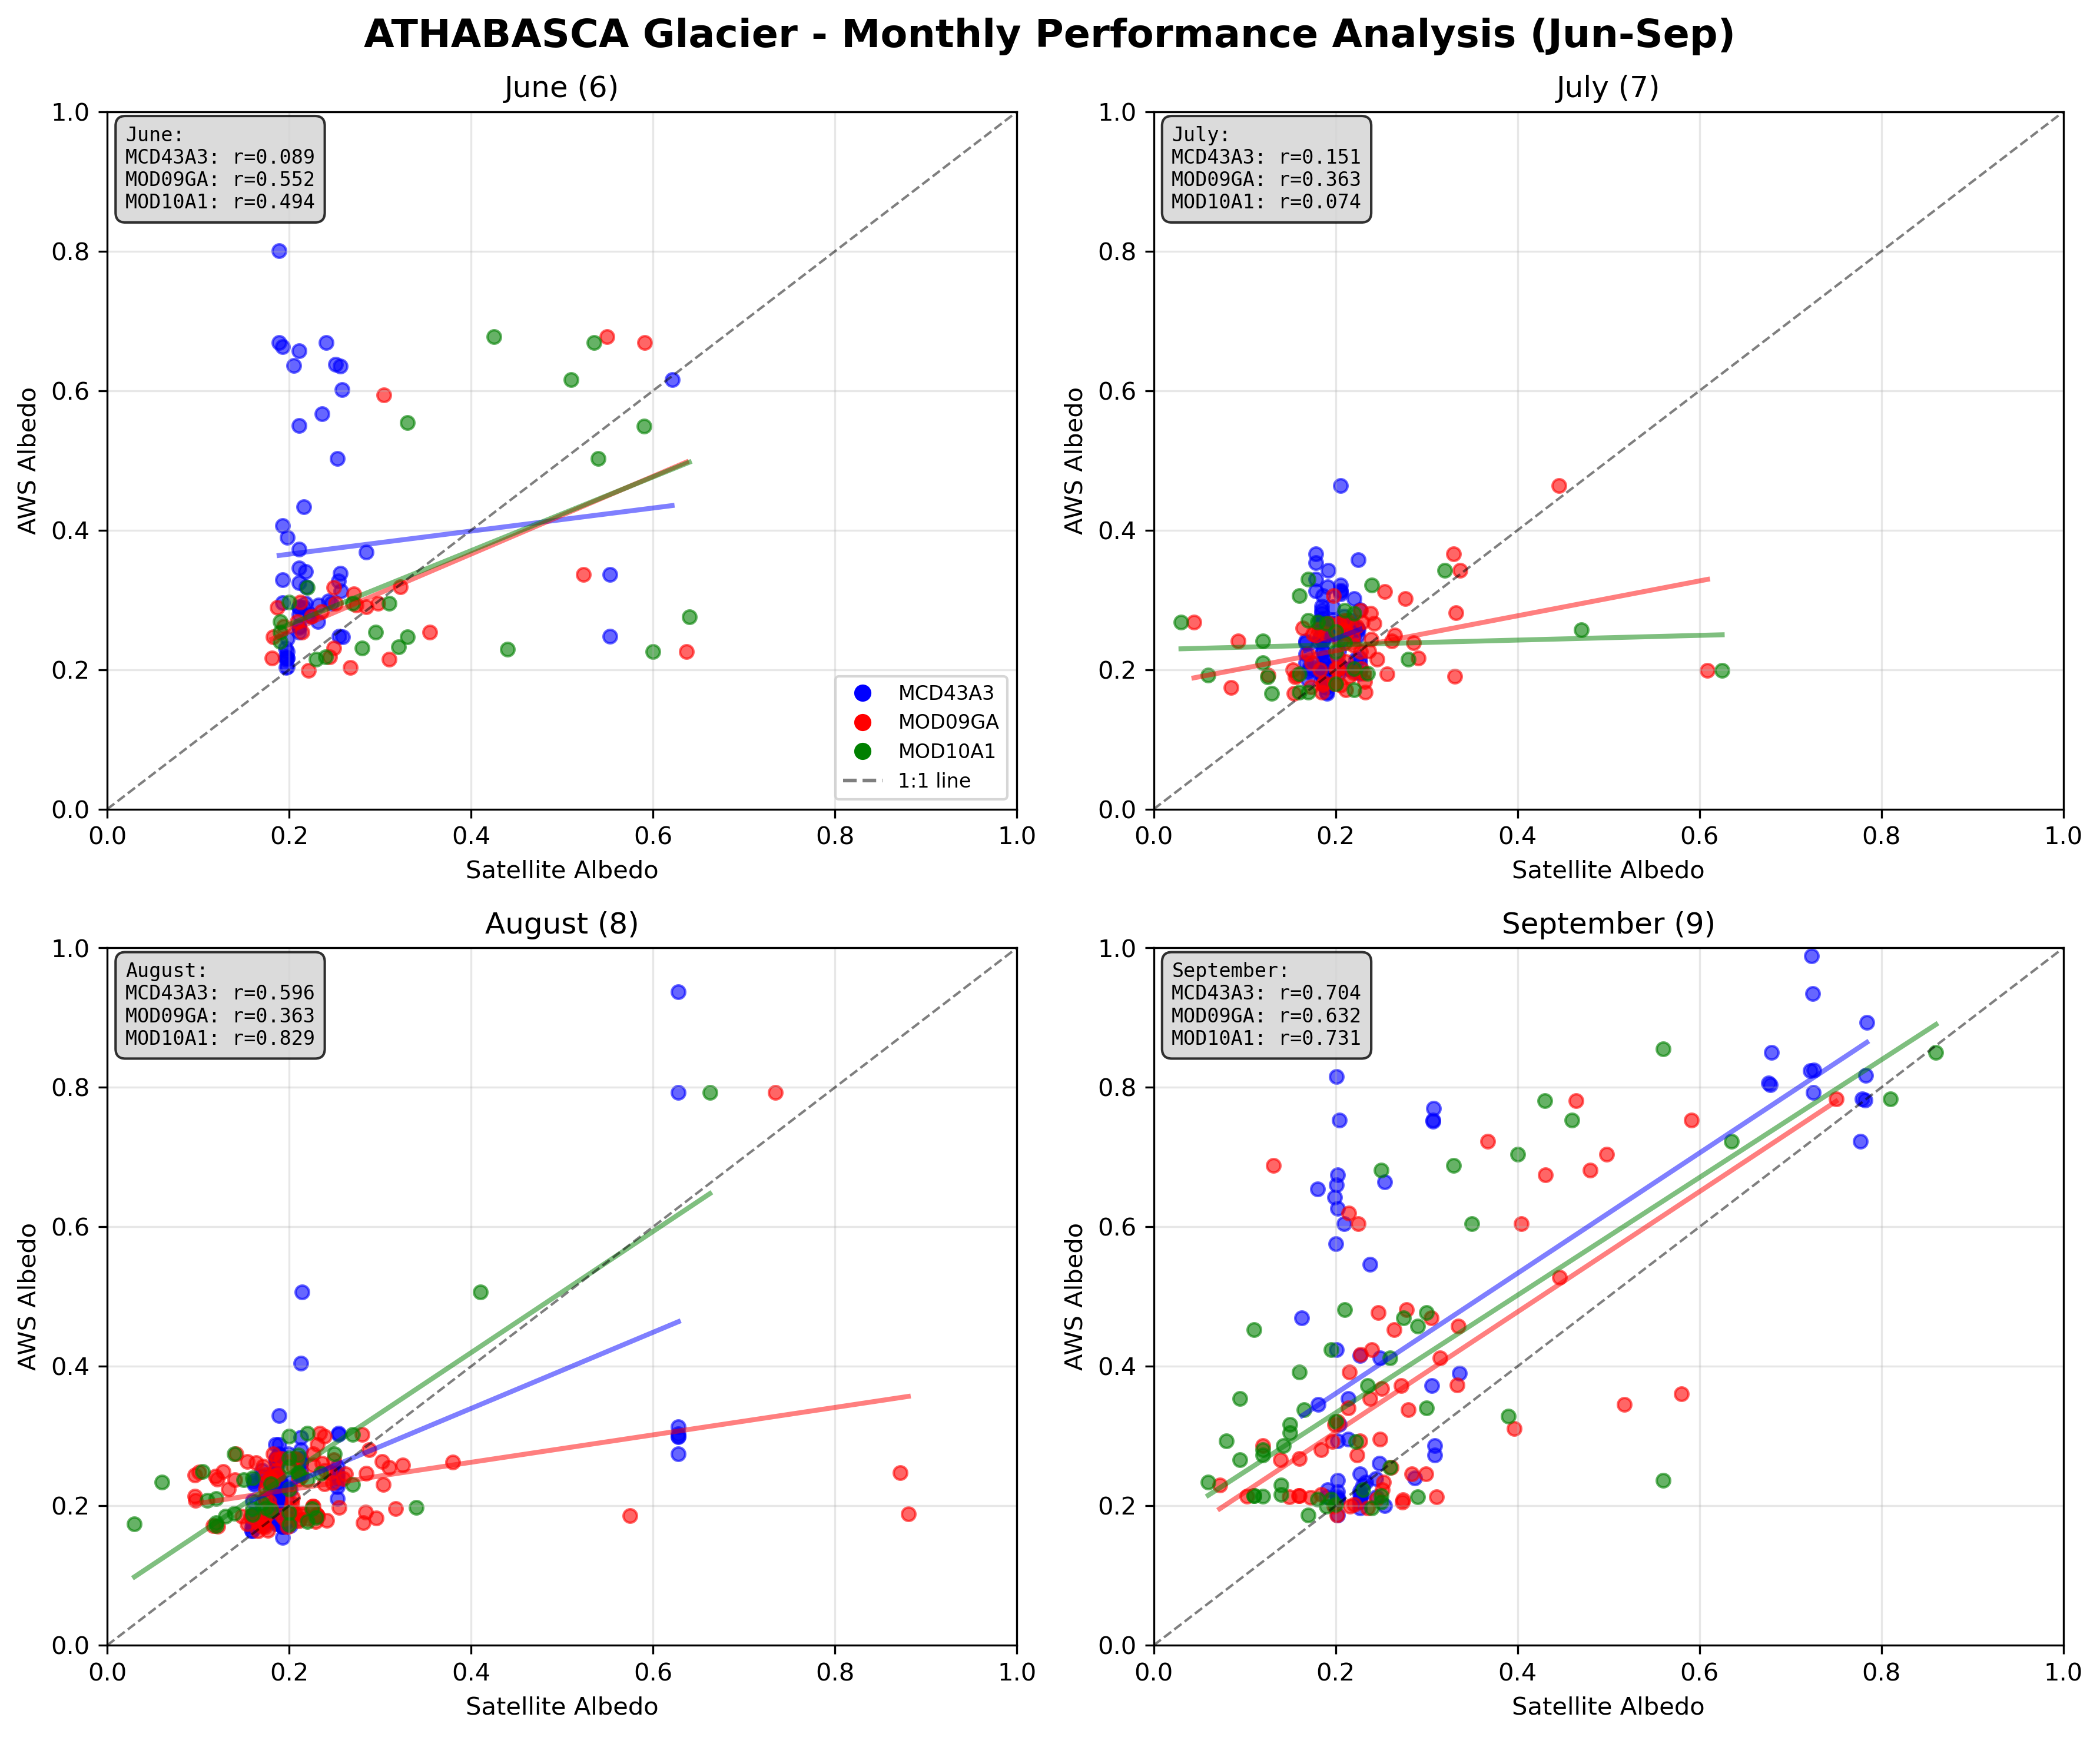 ATHABASCA Glacier - Monthly Performance Analysis (Jun-Sep)
June (6)
June:
MCD43A3: r=0.089
MOD09GA: r=0.552
MOD10A1: r=0.494
1.0
0.8
0.6
0.4
0.2
0.0
AWS Albedo
MCD43A3
MOD09GA
MOD10A1
1:1 line
0.0 0.2 0.4 0.6 0.8 1.0
Satellite Albedo
July (7)
July:
MCD43A3: r=0.151
MOD09GA: r=0.363
MOD10A1: r=0.074
1.0
0.8
0.6
0.4
0.2
0.0
AWS Albedo
0.0 0.2 0.4 0.6 0.8 1.0
Satellite Albedo
August (8)
August:
MCD43A3: r=0.596
MOD09GA: r=0.363
MOD10A1: r=0.829
1.0
0.8
0.6
0.4
0.2
0.0
AWS Albedo
0.0 0.2 0.4 0.6 0.8 1.0
Satellite Albedo
September (9)
September:
MCD43A3: r=0.704
MOD09GA: r=0.632
MOD10A1: r=0.731
1.0
0.8
0.6
0.4
0.2
0.0
AWS Albedo
0.0 0.2 0.4 0.6 0.8 1.0
Satellite Albedo